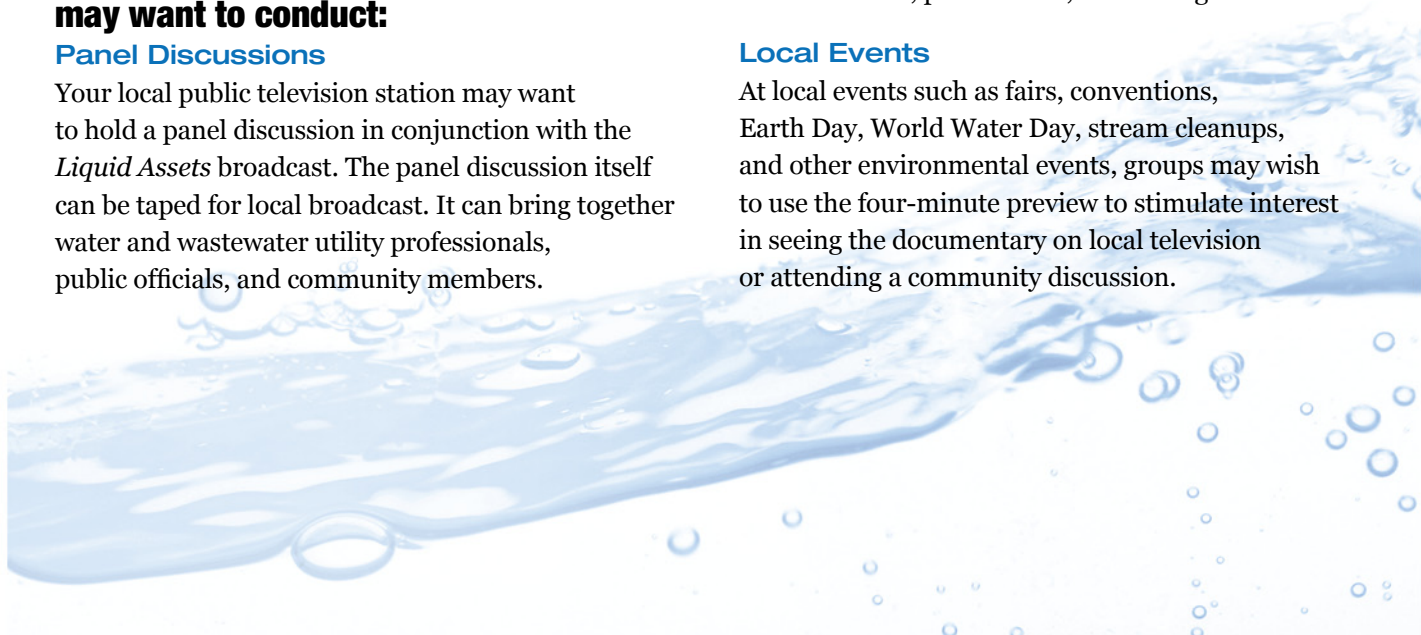 may want to conduct:
Panel Discussions
Your local public television station may want
to hold a panel discussion in conjunction with the
Liquid Assets broadcast. The panel discussion itself
can be taped for local broadcast. It can bring together
water and wastewater utility professionals,
public officials, and community members.
Local Events
At local events such as fairs, conventions,
Earth Day, World Water Day, stream cleanups,
and other environmental events, groups may wish
to use the four-minute preview to stimulate interest
in seeing the documentary on local television
or attending a community discussion.